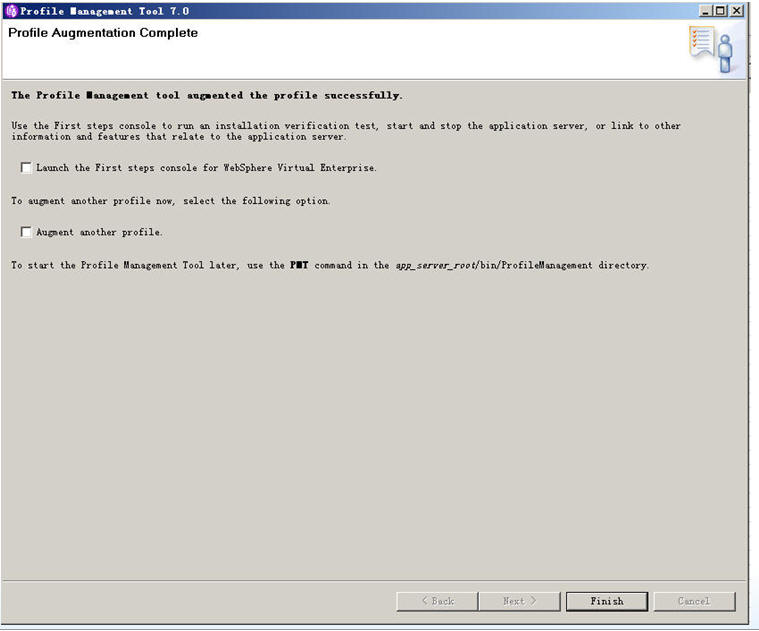 Profile Management Tool 7.0
Profile Augmentation Complete
The Profile Management tool augmented the profile successfully.
Use the First steps console to run an installation verification test, start and stop the application server, or link to other
information and features that relate to the application server.
Launch the First steps console for WebSphere Virtual Enterprise.
To augment another profile now, select the following option.
Augment another profile.
To start the Profile Management Tool later, use the PMT command in the app_server_root/bin/ProfileManagement directory.
< Back
Next >
Finish
Cancel